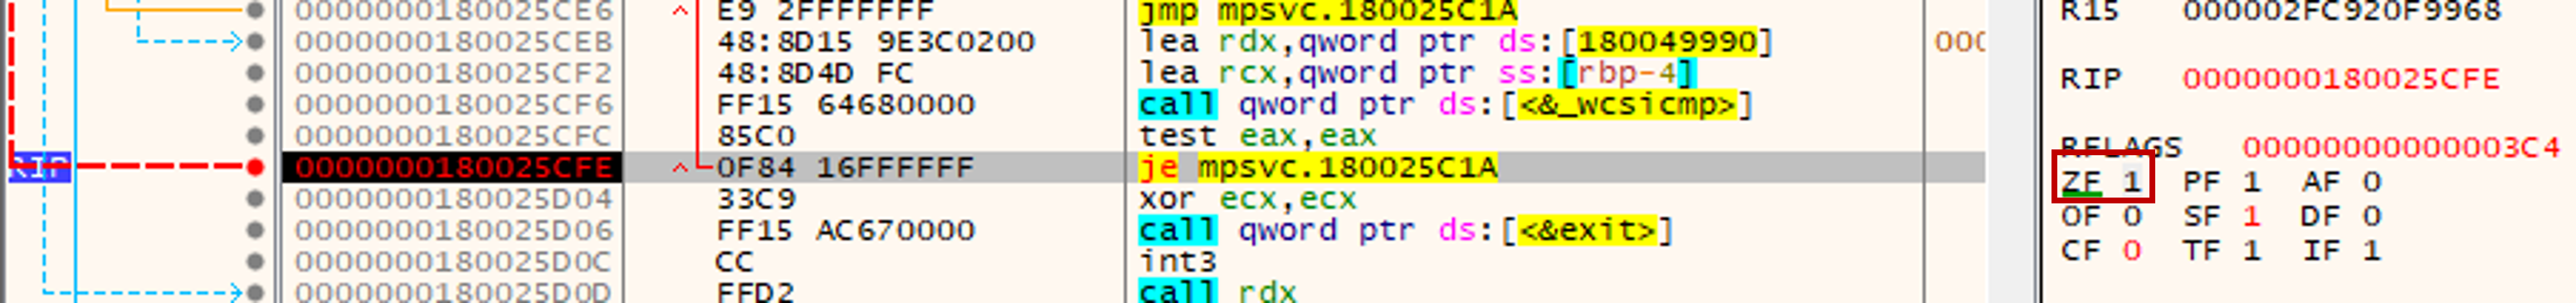 0000000180025CE6 E9 2FFFFFFF jmp mpsvc.180025C1A R15 000002FC920F9968
0000000180025CEB 48:8D15 9E3C0200 lea rdx,qword ptr ds:[180049990] 000
0000000180025CF2 48:8D4D FC lea rcx,qword ptr ss:[rbp-4] RIP 0000000180025CFE
0000000180025CF6 FF15 64680000 call qword ptr ds:[<&_wcsicmp>]
0000000180025CFC 85C0 test eax,eax RFLAGS 00000000000003C4
RIP 0000000180025CFE 0F84 16FFFFFF je mpsvc.180025C1A ZF 1 PF 1 AF 0
0000000180025D04 33C9 xor ecx,ecx OF 0 SF 1 DF 0
0000000180025D06 FF15 AC670000 call qword ptr ds:[<&exit>] CF 0 TF 1 IF 1
0000000180025D0C CC int3
0000000180025D0D FFD2 call rdx